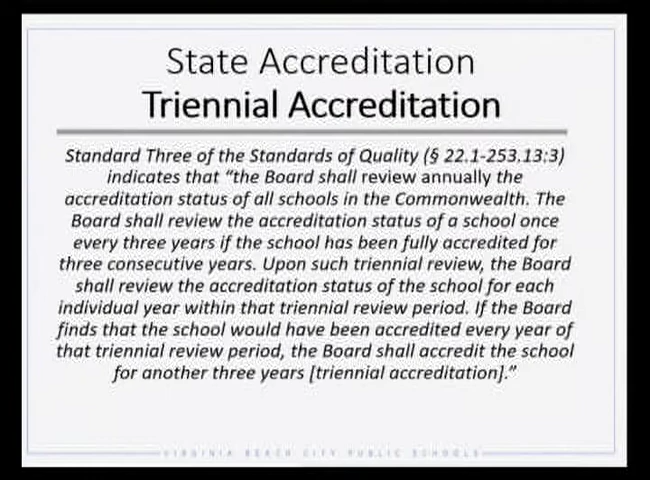 State Accreditation
Triennial Accreditation
Standard Three of the Standards of Quality (§ 22.1-253.13:3)
indicates that “the Board shall review annually the
accreditation status of all schools in the Commonwealth. The
Board shall review the accreditation status of a school once
every three years if the school has been fully accredited for
three consecutive years. Upon such triennial review, the Board
shall review the accreditation status of the school for each
individual year within that triennial review period. If the Board
finds that the school would have been accredited every year of
that triennial review period, the Board shall accredit the school
for another three years [triennial accreditation].”
VIRGINIA BEACH CITY PUBLIC SCHOOLS